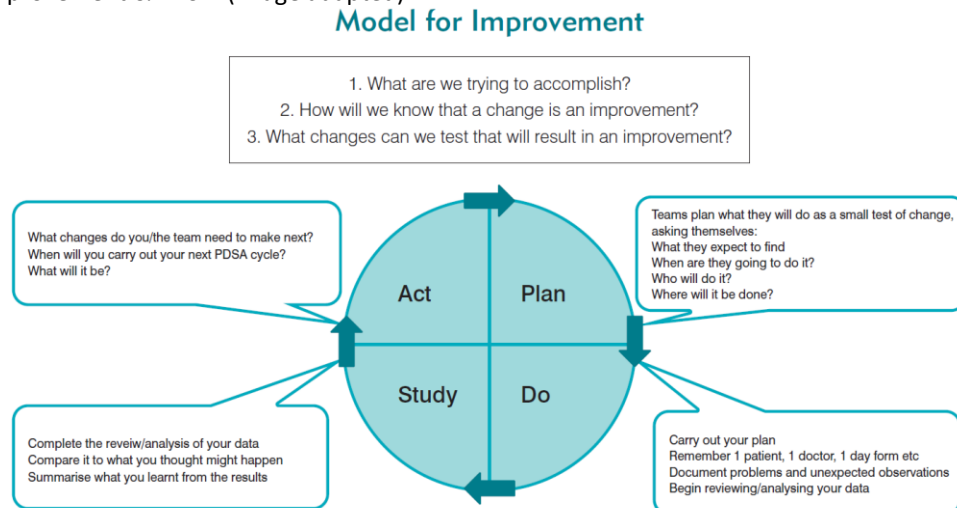 Model for Improvement
1. What are we trying to accomplish?
2. How will we know that a change is an improvement?
3. What changes can we test that will result in an improvement?
What changes do you/the team need to make next?
When will you carry out your next PDSA cycle?
What will it be?
Teams plan what they will do as a small test of change,
asking themselves:
What they expect to find
When are they going to do it?
Who will do it?
Where will it be done?
Act
Plan
Study
Do
Complete the reveiw/analysis of your data
Compare it to what you thought might happen
Summarise what you learnt from the results
Carry out your plan
Remember 1 patient, 1 doctor, 1 day form etc
Document problems and unexpected observations
Begin reviewing/analysing your data